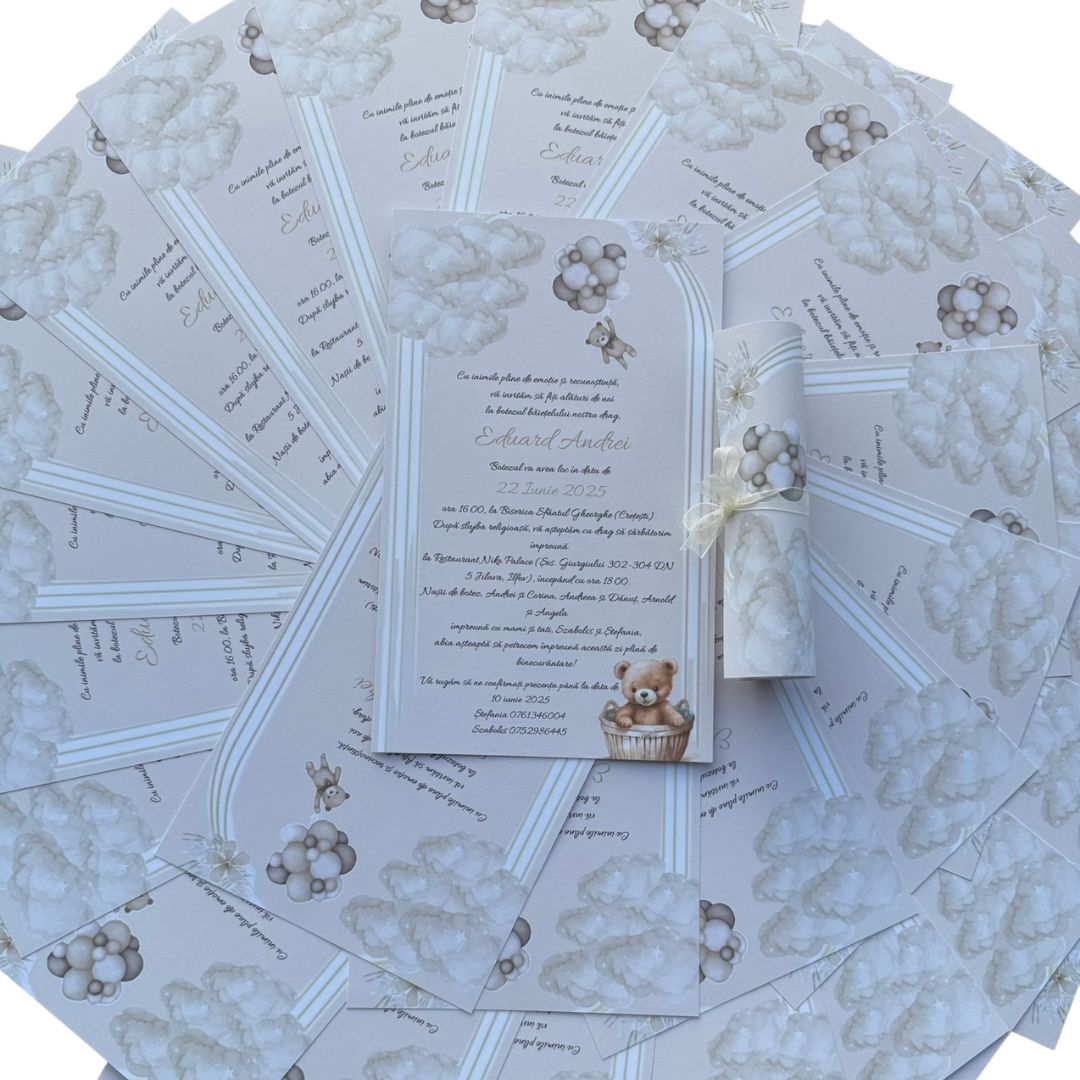 Cu inimile pline de emoție și recunoștință,
vă invităm să fiți alături de noi
la botezul băiețelului nostru drag,
Eduard Andrei
Botezul va avea loc în data de
22 Iunie 2025
ora 16:00, la Biserica Sfântul Gheorghe (Crețești).
După slujba religioasă, vă așteptăm cu drag să sărbătorim
împreună
la Restaurant Niko Palace (Șos. Giurgiului 302-304 DN
5 Jilava, Ilfov), începând cu ora 18:00.
Nașii de botez, Andrei și Corina, Andreea și Dănuț, Arnold
și Angela
împreună cu mami și tati, Szabolcs și Ștefania,
abia așteaptă să petrecem împreună această zi plină de
binecuvântare!
Vă rugăm să ne confirmați prezența până la data de
10 iunie 2025
Ștefania 0761346004
Szabolcs 0752986445